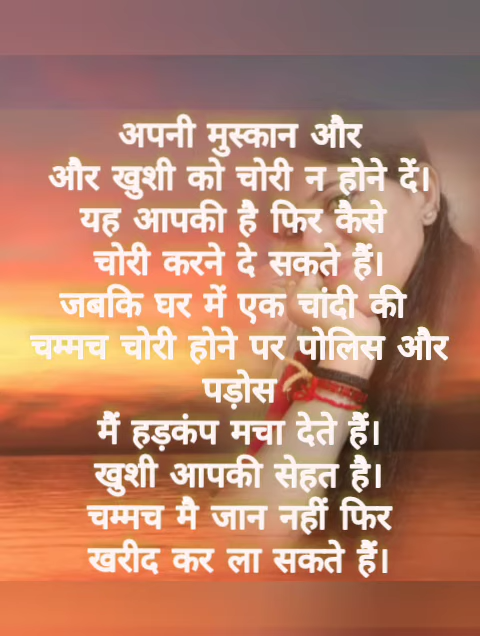 अपनी मुस्कान और
और खुशी को चोरी न होने दें।
यह आपकी है फिर कैसे
चोरी करने दे सकते हैं।
जबकि घर में एक चांदी की
चम्मच चोरी होने पर पोलिस और
पड़ोस
मैं हड़कंप मचा देते हैं।
खुशी आपकी सेहत है।
चम्मच मै जान नहीं फिर
खरीद कर ला सकते हैं।